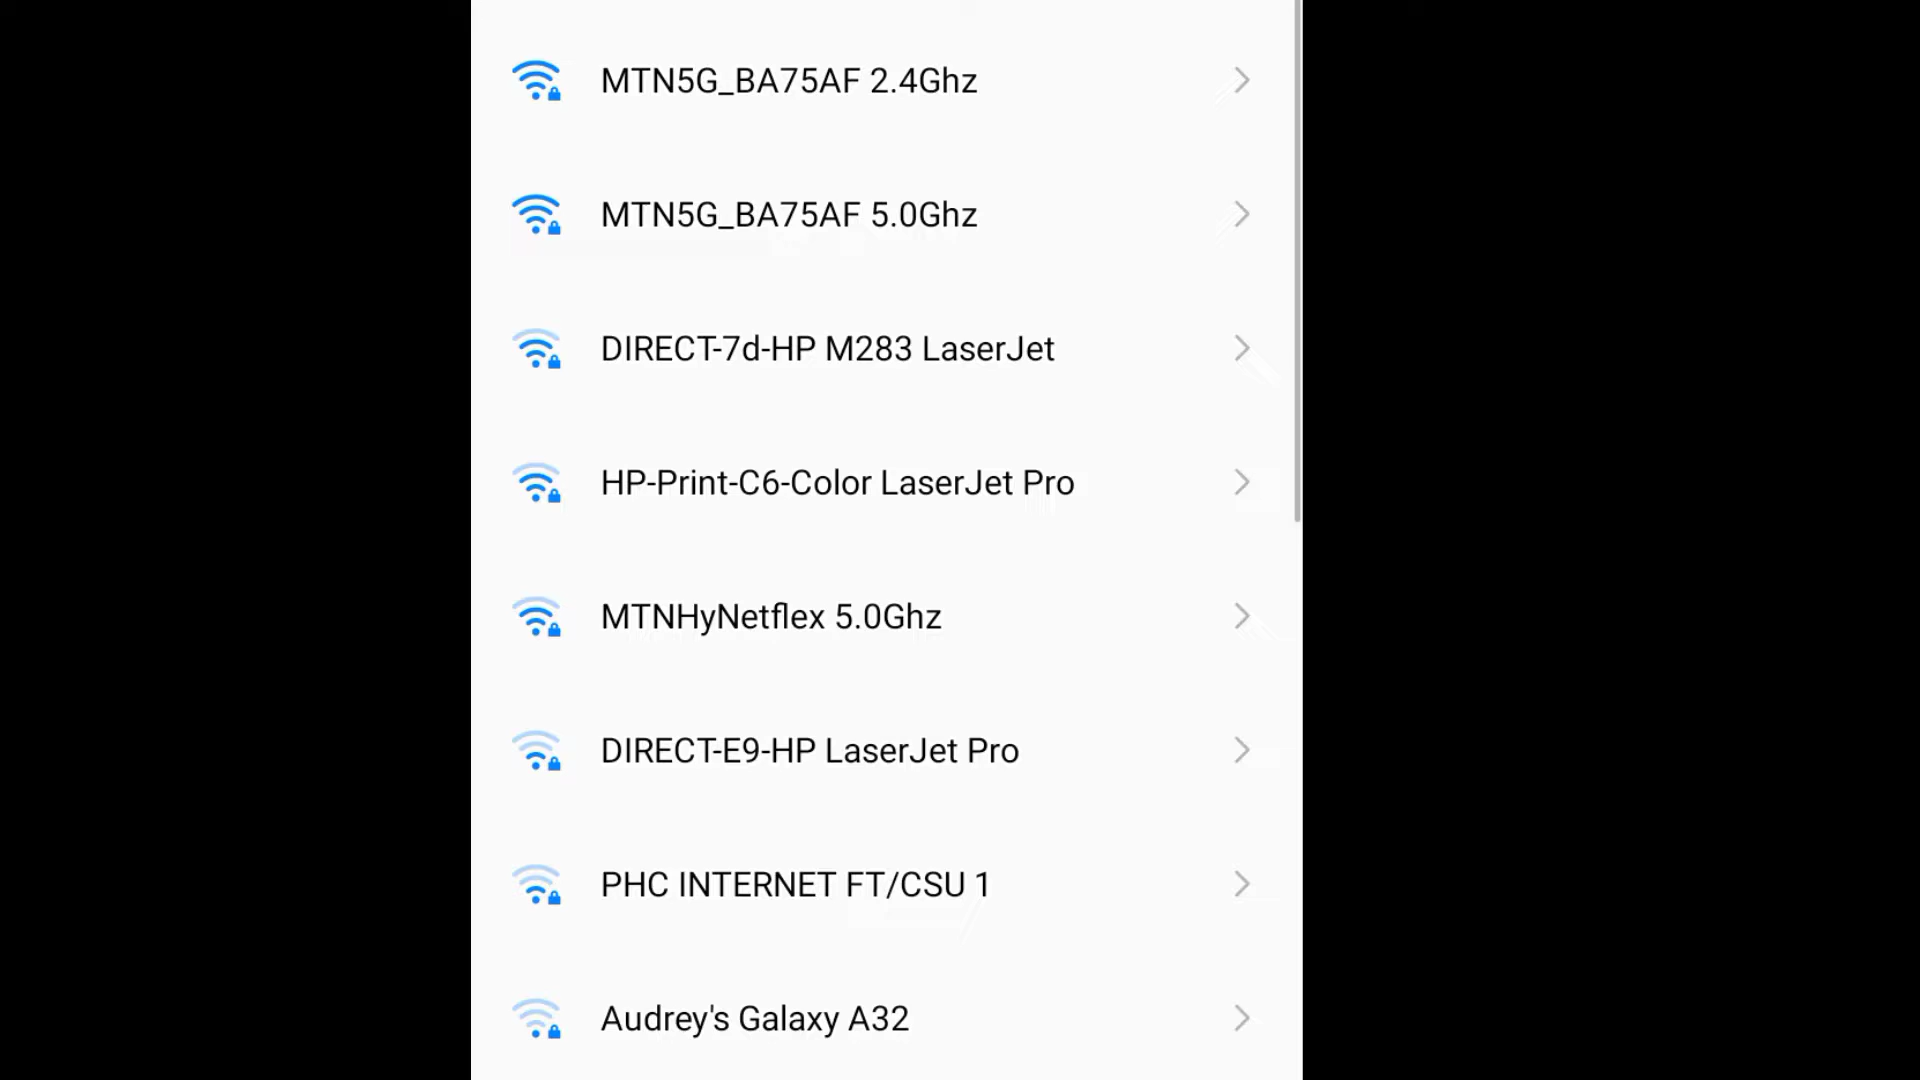 MTN5G_BA75AF 2.4Ghz
MTN5G_BA75AF 5.0Ghz
DIRECT-7d-HP M283 LaserJet
HP-Print-C6-Color LaserJet Pro
MTNHyNetflex 5.0Ghz
DIRECT-E9-HP LaserJet Pro
PHC INTERNET FT/CSU 1
Audrey's Galaxy A32